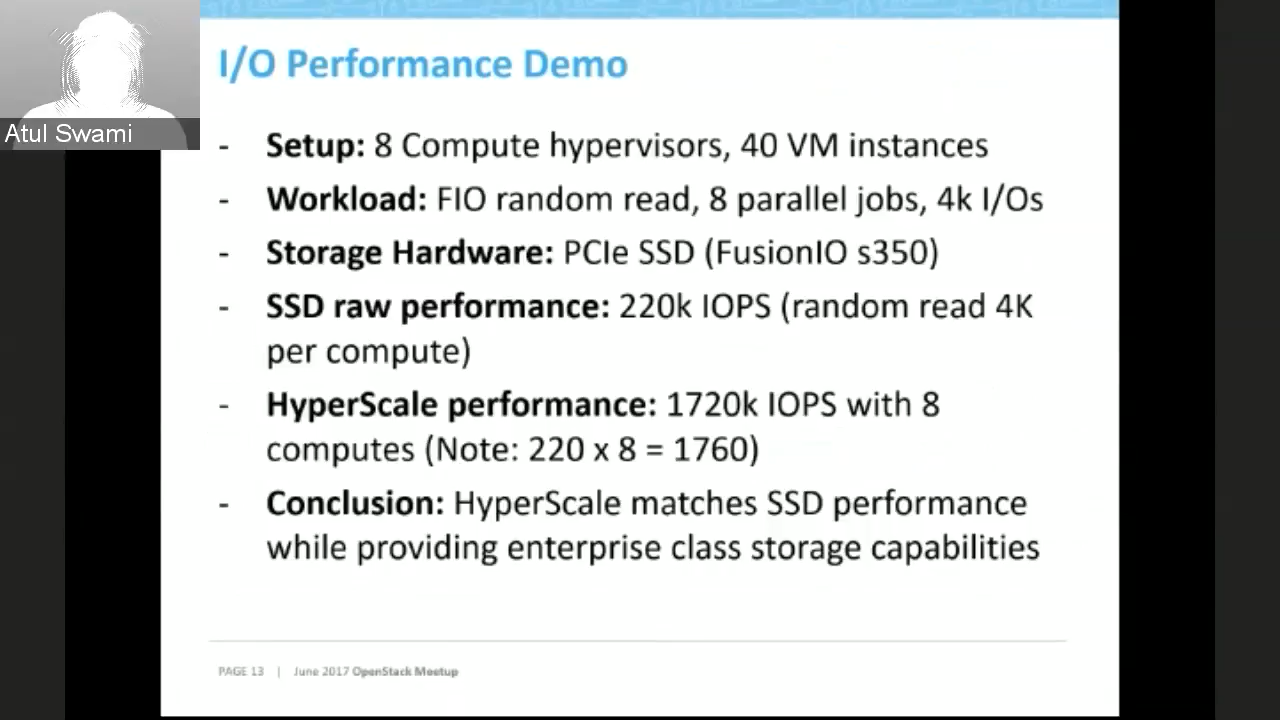 I/O Performance Demo
Atul Swami
- Setup: 8 Compute hypervisors, 40 VM instances
- Workload: FIO random read, 8 parallel jobs, 4k I/Os
- Storage Hardware: PCIe SSD (FusionIO s350)
- SSD raw performance: 220k IOPS (random read 4K
per compute)
- HyperScale performance: 1720k IOPS with 8
computes (Note: 220 x 8 = 1760)
- Conclusion: HyperScale matches SSD performance
while providing enterprise class storage capabilities
PAGE 13 | June 2017 OpenStack Meetup